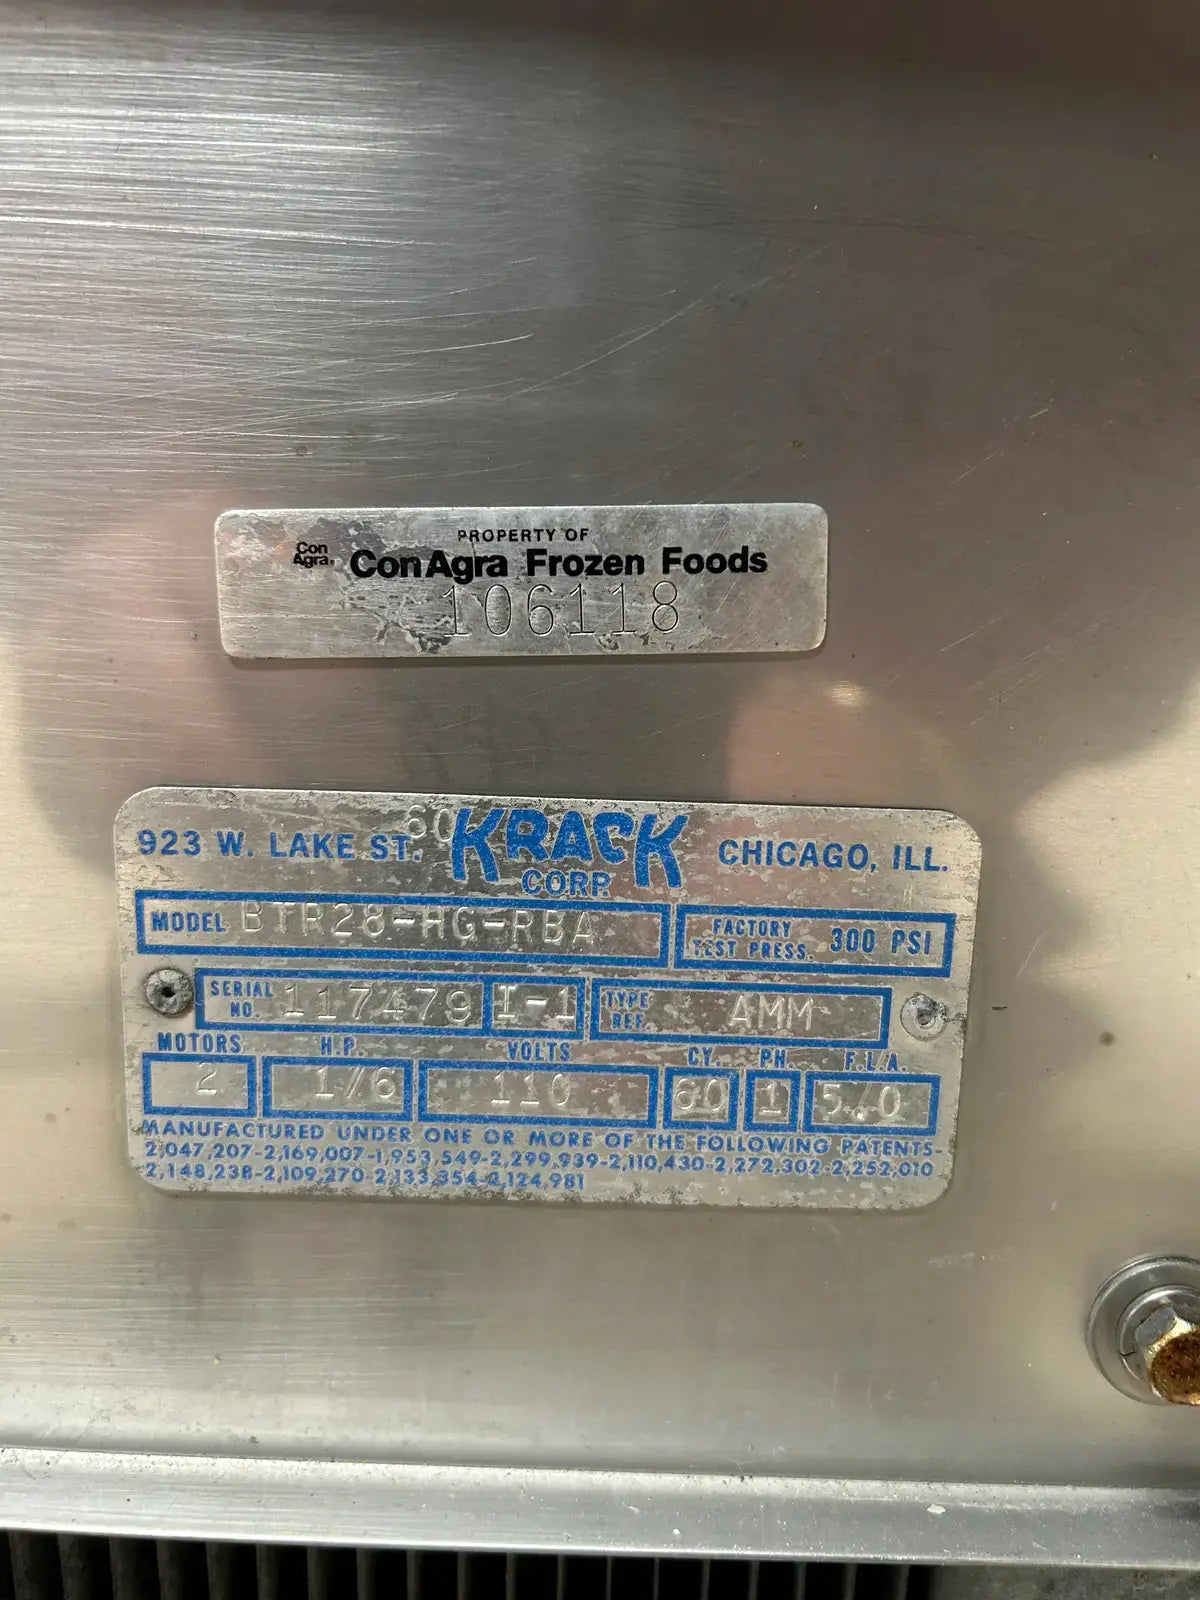 PROPERTY OF
Con Agra. ConAgra Frozen Foods
106118
923 W. LAKE ST. 60 KRACK CORP. CHICAGO, ILL.
MODEL BTR28-HG-RBA FACTORY TEST PRESS. 300 PSI
SERIAL NO. 117479 I-1 TYPE REF. AMM
MOTORS H.P. VOLTS CY. PH. F.L.A.
2 1/6 110 60 1 5.0
MANUFACTURED UNDER ONE OR MORE OF THE FOLLOWING PATENTS-
2,047,207-2,169,007-1,953,549-2,299,939-2,110,430-2,272,302-2,252,010
2,148,238-2,109,270-2,133,354-2,124,981